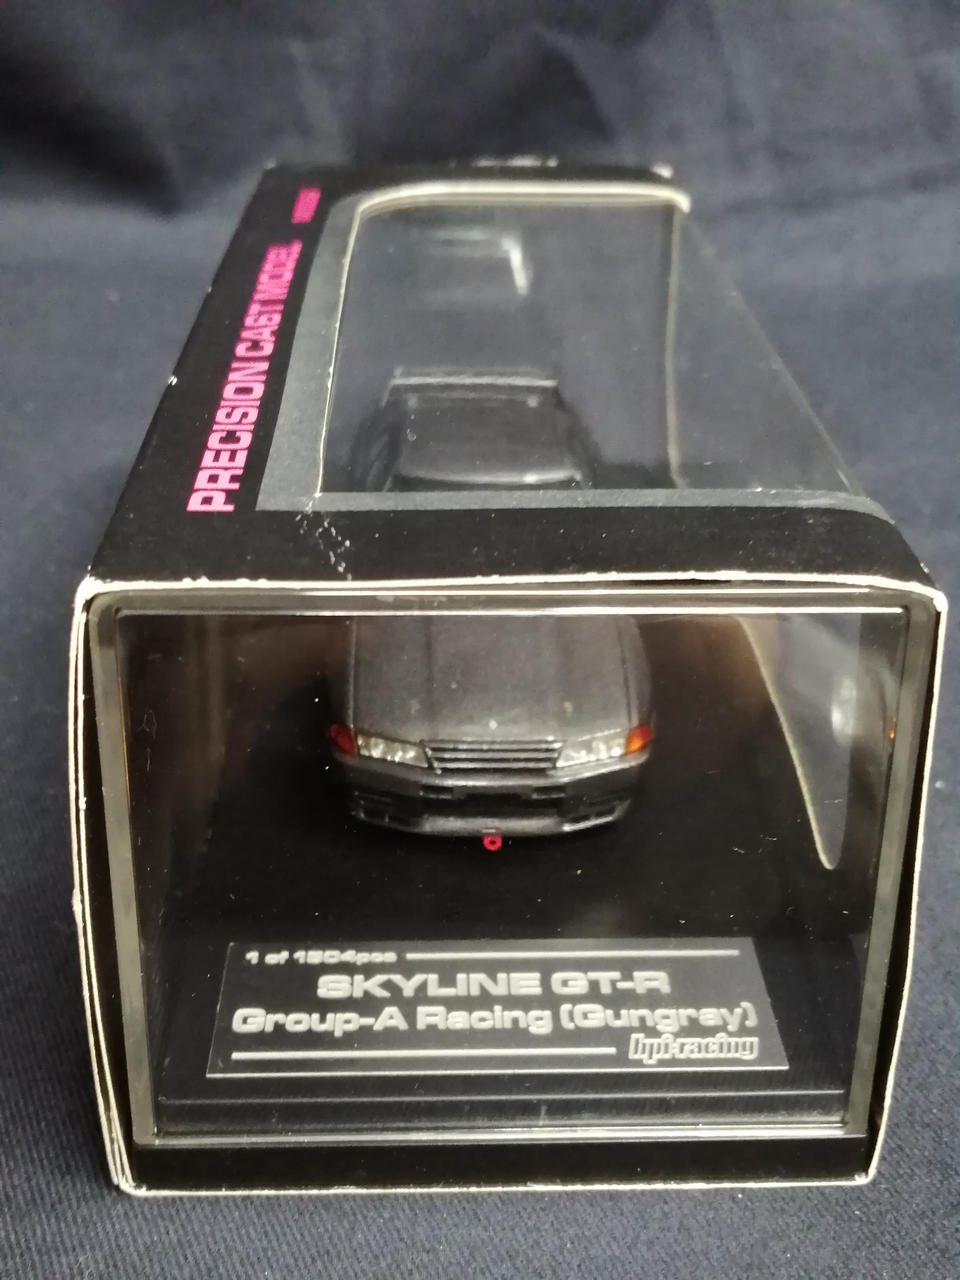 PRECISION CAST MODEL
1 of 1504pcs
SKYLINE GT-R
Group-A Racing (Gungray)
hpi·racing